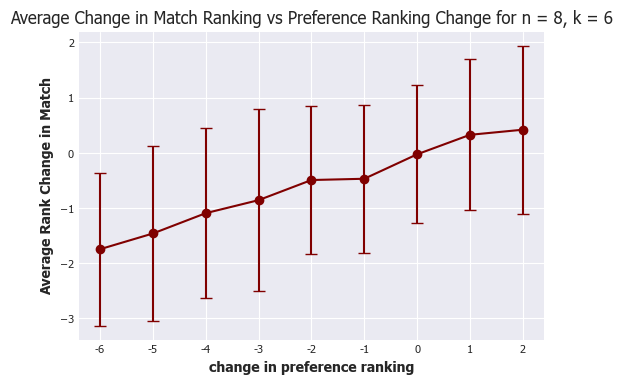 Average Change in Match Ranking vs Preference Ranking Change for n = 8, k = 6
Average Rank Change in Match
2
1
0
−1
−2
−3
-6 -5 -4 -3 -2 -1 0 1 2
change in preference ranking